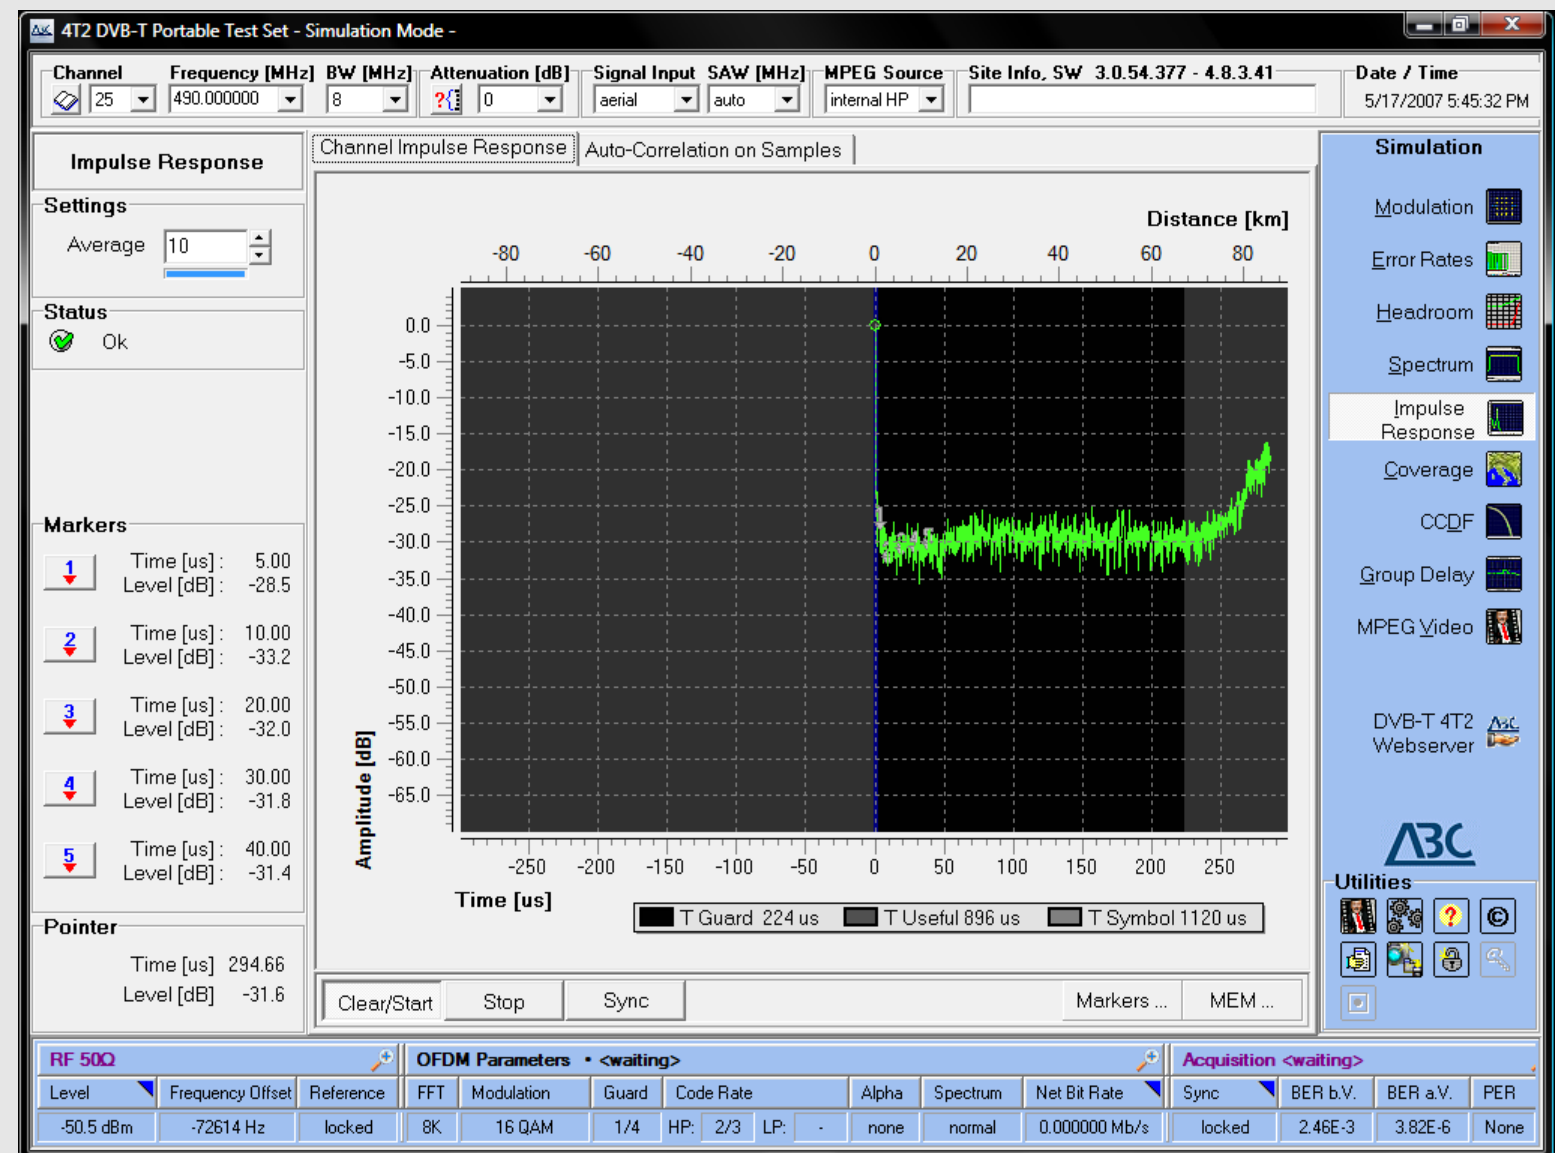 4T2 DVB-T Portable Test Set - Simulation Mode -
Channel Frequency [MHz] BW [MHz] Attenuation [dB] Signal Input SAW [MHz] MPEG Source Site Info, SW 3.0.54.377 - 4.8.3.41 Date / Time
25 490.000000 8 ?{ 0 aerial auto internal HP 5/17/2007 5:45:32 PM
Impulse Response
Channel Impulse Response Auto-Correlation on Samples
Simulation
Settings
Average 10
Status
Ok
Markers
1 Time [us] : 5.00
Level [dB] : -28.5
2 Time [us] : 10.00
Level [dB] : -33.2
3 Time [us] : 20.00
Level [dB] : -32.0
4 Time [us] : 30.00
Level [dB] : -31.8
5 Time [us] : 40.00
Level [dB] : -31.4
Pointer
Time [us] 294.66
Level [dB] -31.6
Distance [km]
-80 -60 -40 -20 0 20 40 60 80
0.0
-5.0
-10.0
-15.0
-20.0
-25.0
-30.0
-35.0
-40.0
-45.0
-50.0
-55.0
-60.0
-65.0
Amplitude [dB]
-250 -200 -150 -100 -50 0 50 100 150 200 250
Time [us]
T Guard 224 us T Useful 896 us T Symbol 1120 us
Clear/Start Stop Sync Markers ... MEM ...
Modulation
Error Rates
Headroom
Spectrum
Impulse
Response
Coverage
CCDF
Group Delay
MPEG Video
DVB-T 4T2
Webserver
ABC
Utilities
RF 50Ω OFDM Parameters • <waiting> Acquisition <waiting>
Level Frequency Offset Reference FFT Modulation Guard Code Rate Alpha Spectrum Net Bit Rate Sync BER b.V. BER a.V. PER
-50.5 dBm -72614 Hz locked 8K 16 QAM 1/4 HP: 2/3 LP: - none normal 0.000000 Mb/s locked 2.46E-3 3.82E-6 None